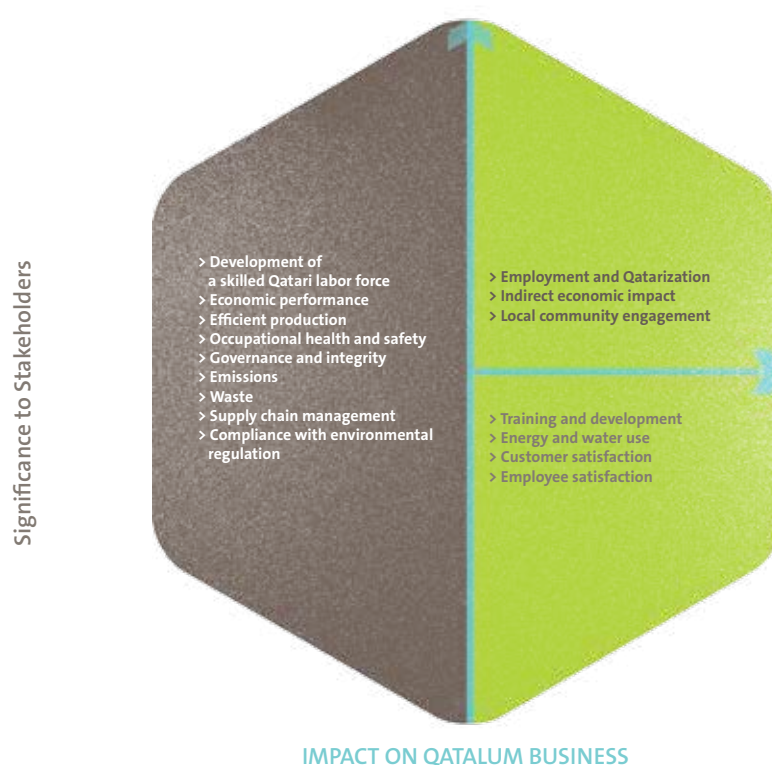 Significance to Stakeholders
> Development of
a skilled Qatari labor force
> Economic performance
> Efficient production
> Occupational health and safety
> Governance and integrity
> Emissions
> Waste
> Supply chain management
> Compliance with environmental
regulation
> Employment and Qatarization
> Indirect economic impact
> Local community engagement
> Training and development
> Energy and water use
> Customer satisfaction
> Employee satisfaction
IMPACT ON QATALUM BUSINESS